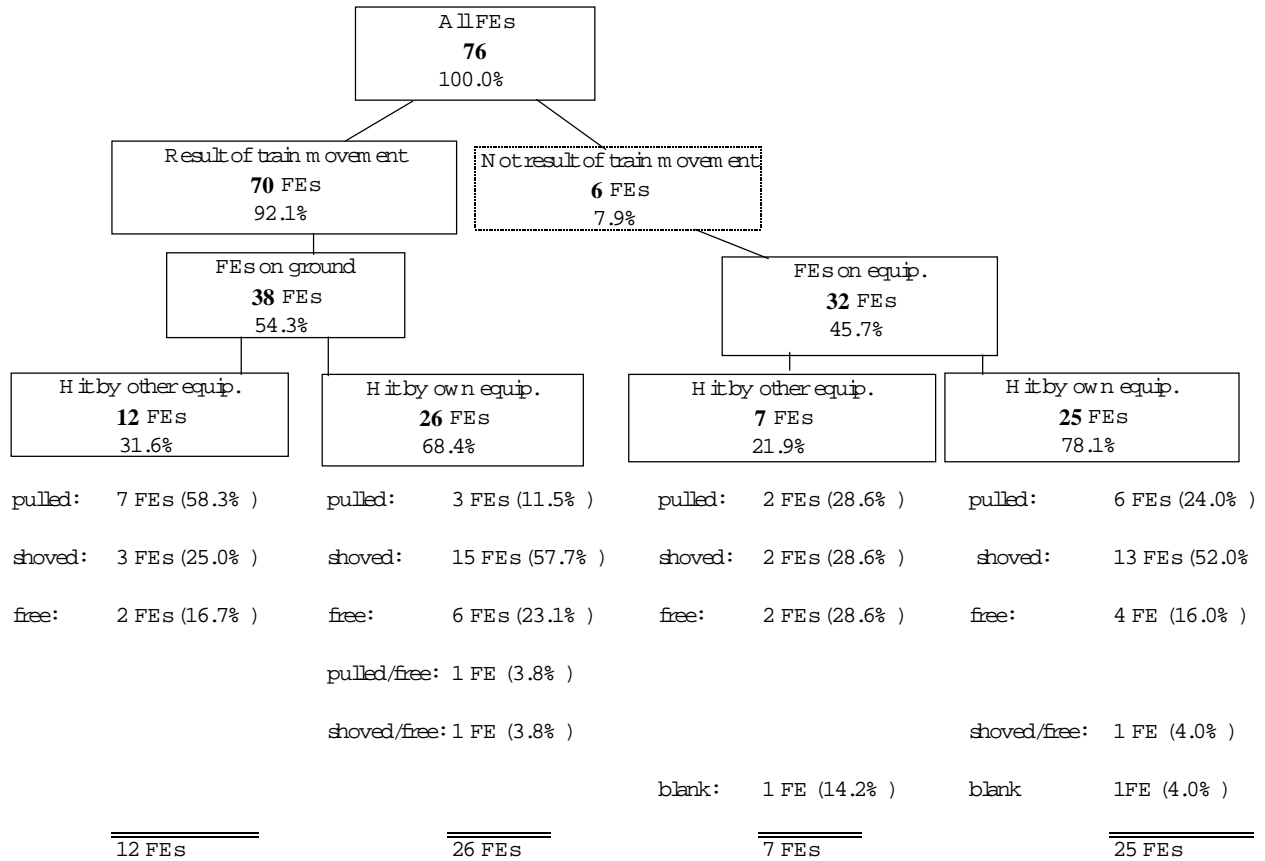 All FEs
76
100.0%
Result of train movement
70 FEs
92.1%
Not result of train movement
6 FEs
7.9%
FEs on ground
38 FEs
54.3%
FEs on equip.
32 FEs
45.7%
Hit by other equip.
12 FEs
31.6%
Hit by own equip.
26 FEs
68.4%
Hit by other equip.
7 FEs
21.9%
Hit by own equip.
25 FEs
78.1%
pulled: 7 FEs (58.3% ) pulled: 3 FEs (11.5% ) pulled: 2 FEs (28.6% ) pulled: 6 FEs (24.0% )
shoved: 3 FEs (25.0% ) shoved: 15 FEs (57.7% ) shoved: 2 FEs (28.6% ) shoved: 13 FEs (52.0%
free: 2 FEs (16.7% ) free: 6 FEs (23.1% ) free: 2 FEs (28.6% ) free: 4 FE (16.0% )
pulled/free: 1 FE (3.8% )
shoved/free: 1 FE (3.8% ) shoved/free: 1 FE (4.0% )
blank: 1 FE (14.2% ) blank 1FE (4.0% )
12 FEs 26 FEs 7 FEs 25 FEs